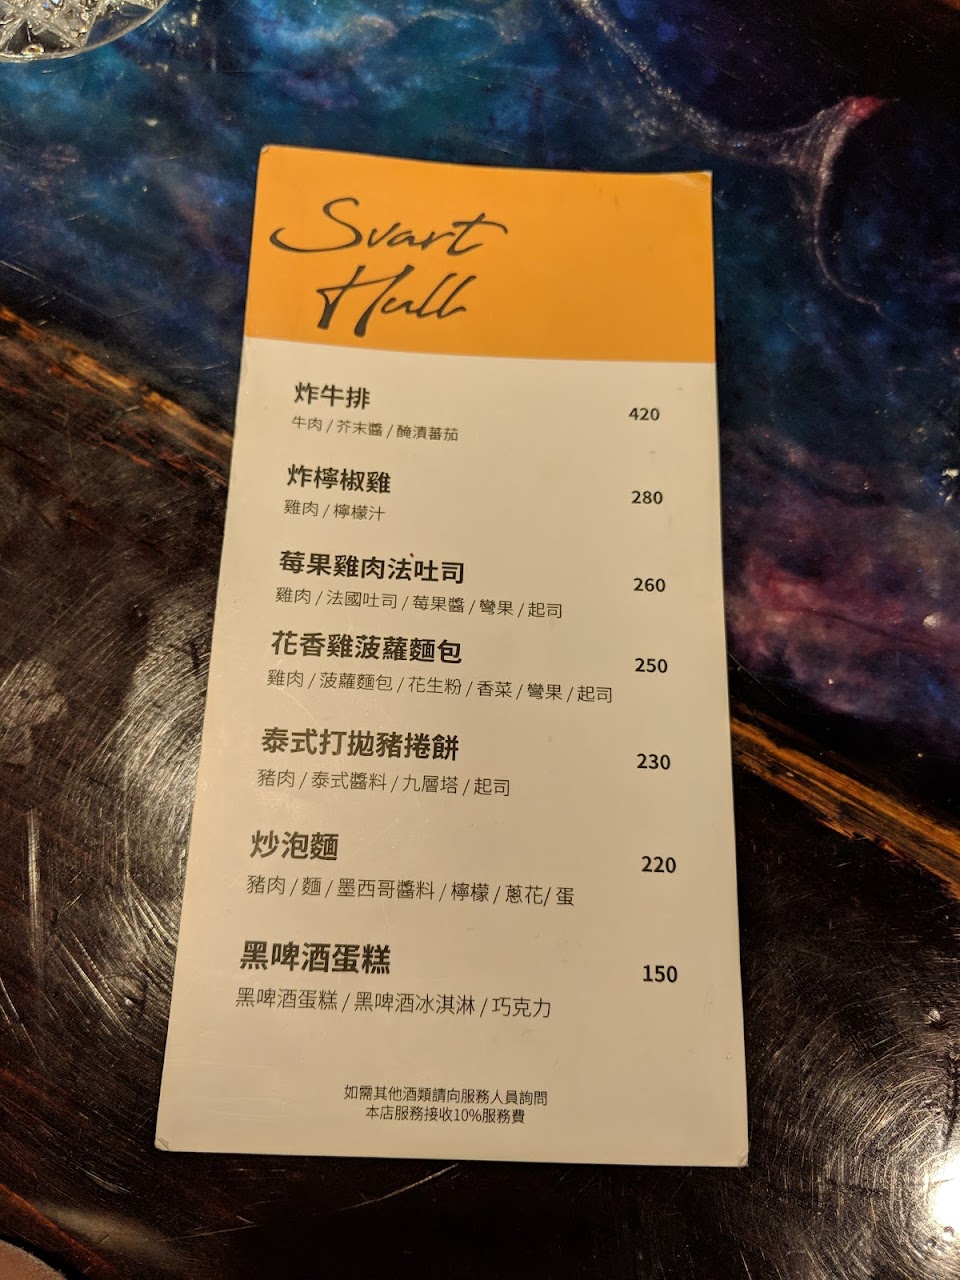 Svart
Hull
炸牛排 420
牛肉 / 芥末醬 / 醃漬蕃茄
炸檸椒雞 280
雞肉 / 檸檬汁
莓果雞肉法吐司 260
雞肉 / 法國吐司 / 莓果醬 / 彎果 / 起司
花香雞菠蘿麵包 250
雞肉 / 菠蘿麵包 / 花生粉 / 香菜 / 彎果 / 起司
泰式打拋豬捲餅 230
豬肉 / 泰式醬料 / 九層塔 / 起司
炒泡麵 220
豬肉 / 麵 / 墨西哥醬料 / 檸檬 / 蔥花/ 蛋
黑啤酒蛋糕 150
黑啤酒蛋糕 / 黑啤酒冰淇淋 / 巧克力
如需其他酒類請向服務人員詢問
本店服務接收10%服務費